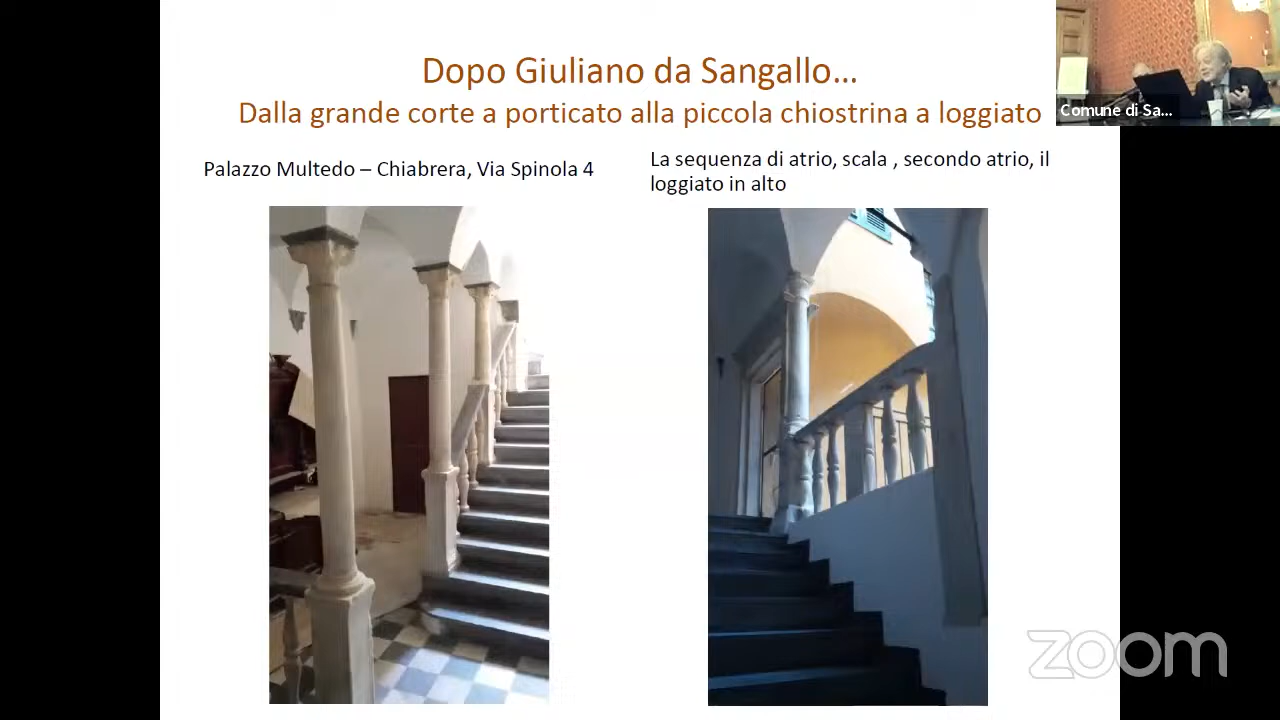 Dopo Giuliano da Sangallo...
Dalla grande corte a porticato alla piccola chiostrina a loggiato
Comune di Sa...
Palazzo Multedo – Chiabrera, Via Spinola 4
La sequenza di atrio, scala , secondo atrio, il
loggiato in alto
zoom